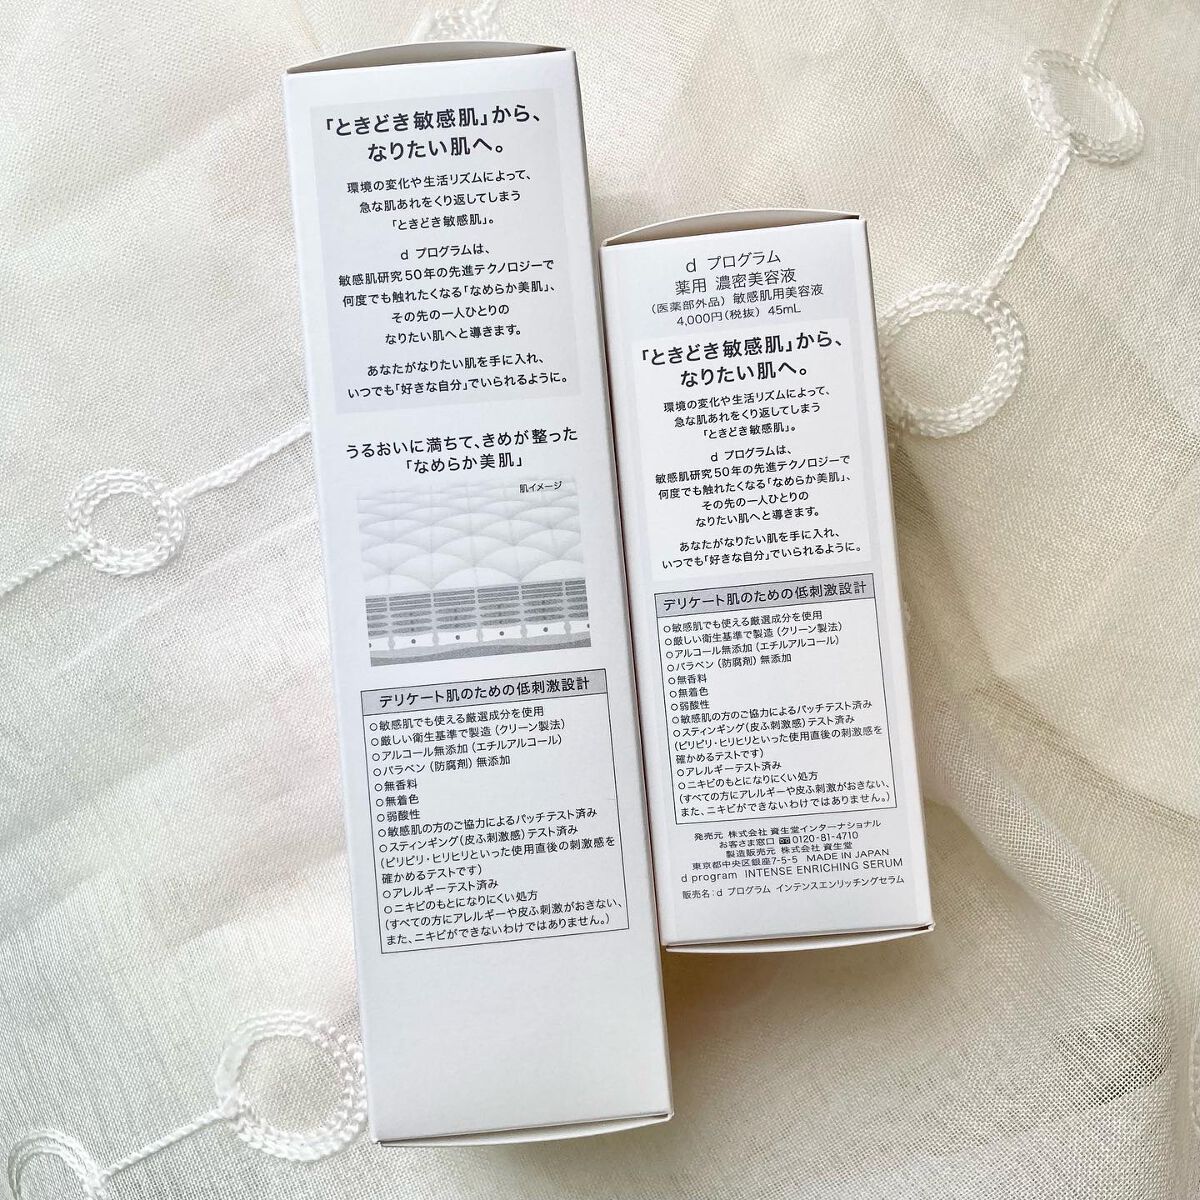 「ときどき敏感肌」から、
なりたい肌へ。
環境の変化や生活リズムによって、
急な肌あれをくり返してしまう
「ときどき敏感肌」。
d プログラムは、
敏感肌研究50年の先進テクノロジーで
何度でも触れたくなる「なめらか美肌」、
その先の一人ひとりの
なりたい肌へと導きます。
あなたがなりたい肌を手に入れ、
いつでも「好きな自分」でいられるように。
うるおいに満ちて、きめが整った
「なめらか美肌」
肌イメージ
デリケート肌のための低刺激設計
○敏感肌でも使える厳選成分を使用
○厳しい衛生基準で製造（クリーン製法）
○アルコール無添加（エチルアルコール）
○パラベン（防腐剤）無添加
○無香料
○無着色
○弱酸性
○敏感肌の方のご協力によるパッチテスト済み
○スティンギング（皮ふ刺激感）テスト済み
（ピリピリ・ヒリヒリといった使用直後の刺激感を
確かめるテストです）
○アレルギーテスト済み
○ニキビのもとになりにくい処方
（すべての方にアレルギーや皮ふ刺激がおきない、
また、ニキビができないわけではありません。）
d プログラム
薬用 濃密美容液
（医薬部外品）敏感肌用美容液
4,000円（税抜）45mL
「ときどき敏感肌」から、
なりたい肌へ。
環境の変化や生活リズムによって、
急な肌あれをくり返してしまう
「ときどき敏感肌」。
d プログラムは、
敏感肌研究50年の先進テクノロジーで
何度でも触れたくなる「なめらか美肌」、
その先の一人ひとりの
なりたい肌へと導きます。
あなたがなりたい肌を手に入れ、
いつでも「好きな自分」でいられるように。
デリケート肌のための低刺激設計
○敏感肌でも使える厳選成分を使用
○厳しい衛生基準で製造（クリーン製法）
○アルコール無添加（エチルアルコール）
○パラベン（防腐剤）無添加
○無香料
○無着色
○弱酸性
○敏感肌の方のご協力によるパッチテスト済み
○スティンギング（皮ふ刺激感）テスト済み
（ピリピリ・ヒリヒリといった使用直後の刺激感を
確かめるテストです）
○アレルギーテスト済み
○ニキビのもとになりにくい処方
（すべての方にアレルギーや皮ふ刺激がおきない、
また、ニキビができないわけではありません。）
発売元 株式会社 資生堂インターナショナル
お客さま窓口 0120-81-4710
製造販売元 株式会社 資生堂
東京都中央区銀座7-5-5 MADE IN JAPAN
d program INTENSE ENRICHING SERUM
販売名：d プログラム インテンスエンリッチングセラム